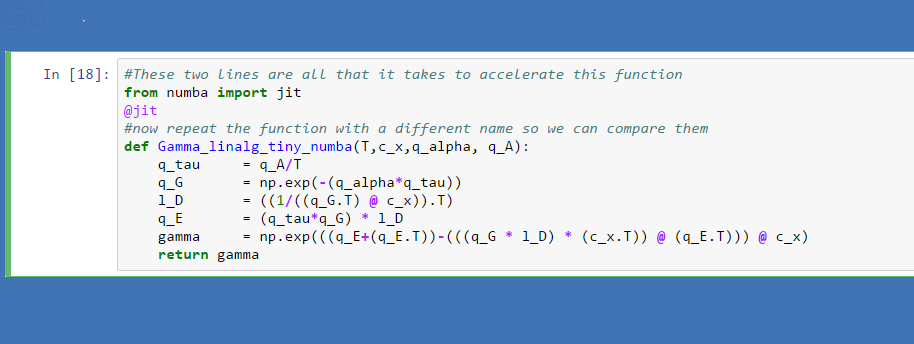 In [18]: #These two lines are all that it takes to accelerate this function
from numba import jit
@jit
#now repeat the function with a different name so we can compare them
def Gamma_linalg_tiny_numba(T,c_x,q_alpha, q_A):
    q_tau     = q_A/T
    q_G       = np.exp(-(q_alpha*q_tau))
    l_D       = ((1/((q_G.T) @ c_x)).T)
    q_E       = (q_tau*q_G) * l_D
    gamma     = np.exp(((q_E+(q_E.T))-(((q_G * l_D) * (c_x.T)) @ (q_E.T))) @ c_x)
    return gamma